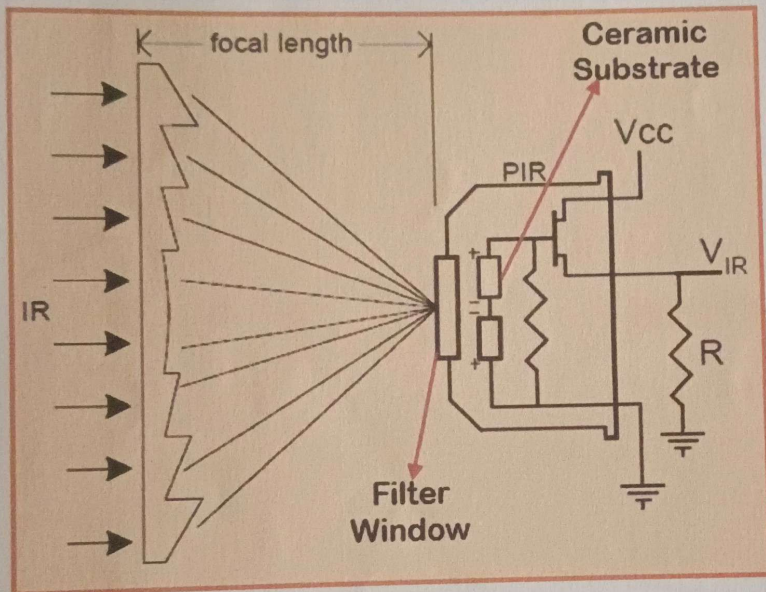 focal length
Ceramic
Substrate
Vcc
PIR
VIR
IR
R
+
=
+
Filter
Window